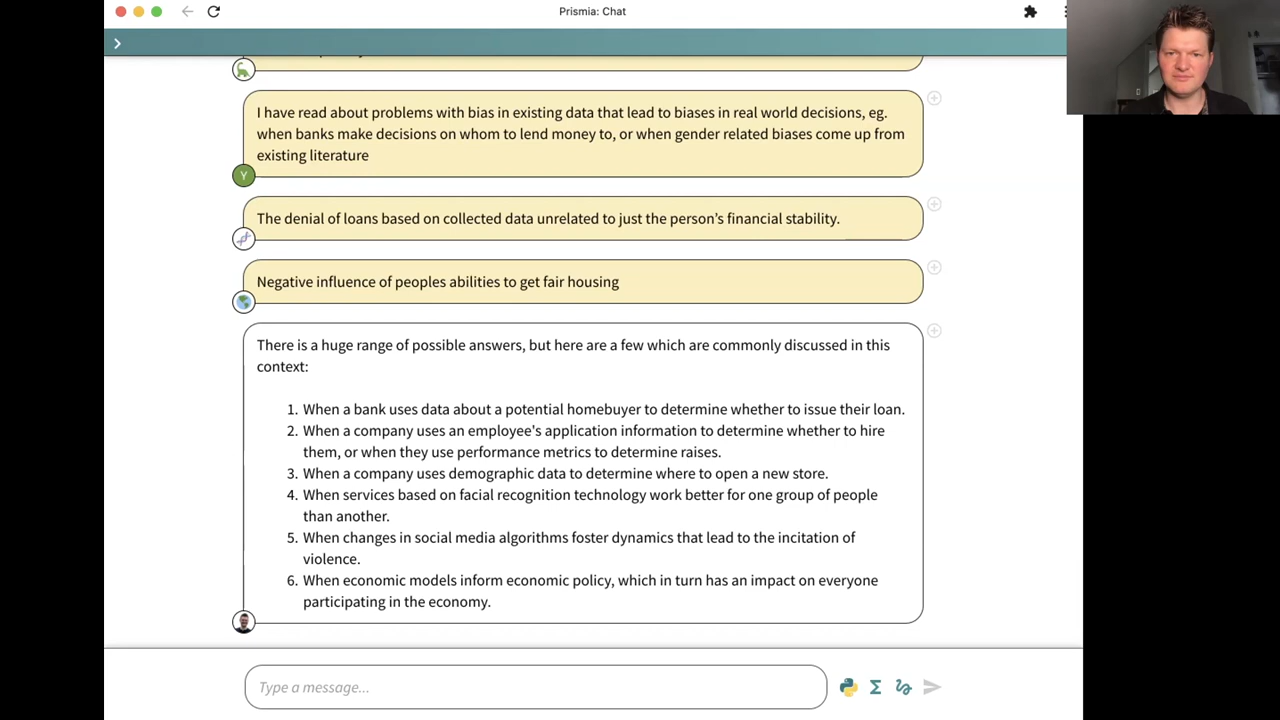 Prismia: Chat
I have read about problems with bias in existing data that lead to biases in real world decisions, eg.
when banks make decisions on whom to lend money to, or when gender related biases come up from
existing literature
Y
The denial of loans based on collected data unrelated to just the person’s financial stability.
Negative influence of peoples abilities to get fair housing
There is a huge range of possible answers, but here are a few which are commonly discussed in this
context:
1. When a bank uses data about a potential homebuyer to determine whether to issue their loan.
2. When a company uses an employee's application information to determine whether to hire
them, or when they use performance metrics to determine raises.
3. When a company uses demographic data to determine where to open a new store.
4. When services based on facial recognition technology work better for one group of people
than another.
5. When changes in social media algorithms foster dynamics that lead to the incitation of
violence.
6. When economic models inform economic policy, which in turn has an impact on everyone
participating in the economy.
Type a message...